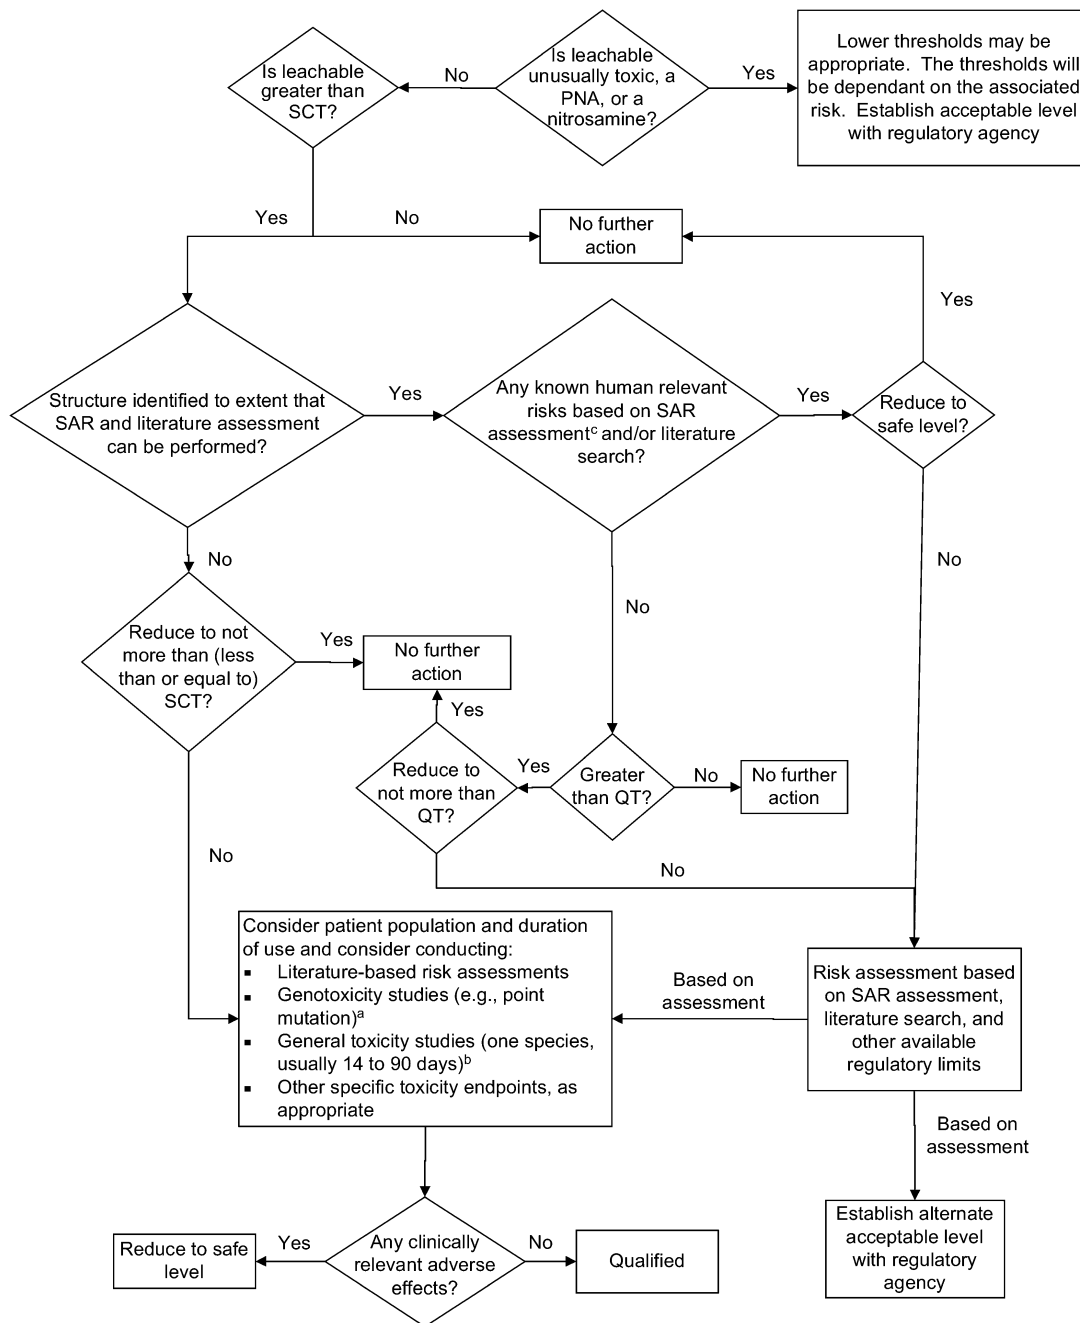 Is leachable
greater than
SCT?
No
Is leachable
unusually toxic, a
PNA, or a
nitrosamine?
Yes
Lower thresholds may be
appropriate. The thresholds will
be dependant on the associated
risk. Establish acceptable level
with regulatory agency
Yes
No
No further
action
Yes
Structure identified to extent that
SAR and literature assessment
can be performed?
Yes
Any known human relevant
risks based on SAR
assessmentᶜ and/or literature
search?
Yes
Reduce to
safe level?
No
No
No
Reduce to not
more than (less
than or equal to)
SCT?
Yes
No further
action
Yes
Reduce to
not more than
QT?
Yes
Greater
than QT?
No
No further
action
No
No
Consider patient population and duration
of use and consider conducting:
▪ Literature-based risk assessments
▪ Genotoxicity studies (e.g., point
mutation)ᵃ
▪ General toxicity studies (one species,
usually 14 to 90 days)ᵇ
▪ Other specific toxicity endpoints, as
appropriate
Based on
assessment
Risk assessment based
on SAR assessment,
literature search, and
other available
regulatory limits
Based on
assessment
Establish alternate
acceptable level
with regulatory
agency
Reduce to safe
level
Yes
Any clinically
relevant adverse
effects?
No
Qualified